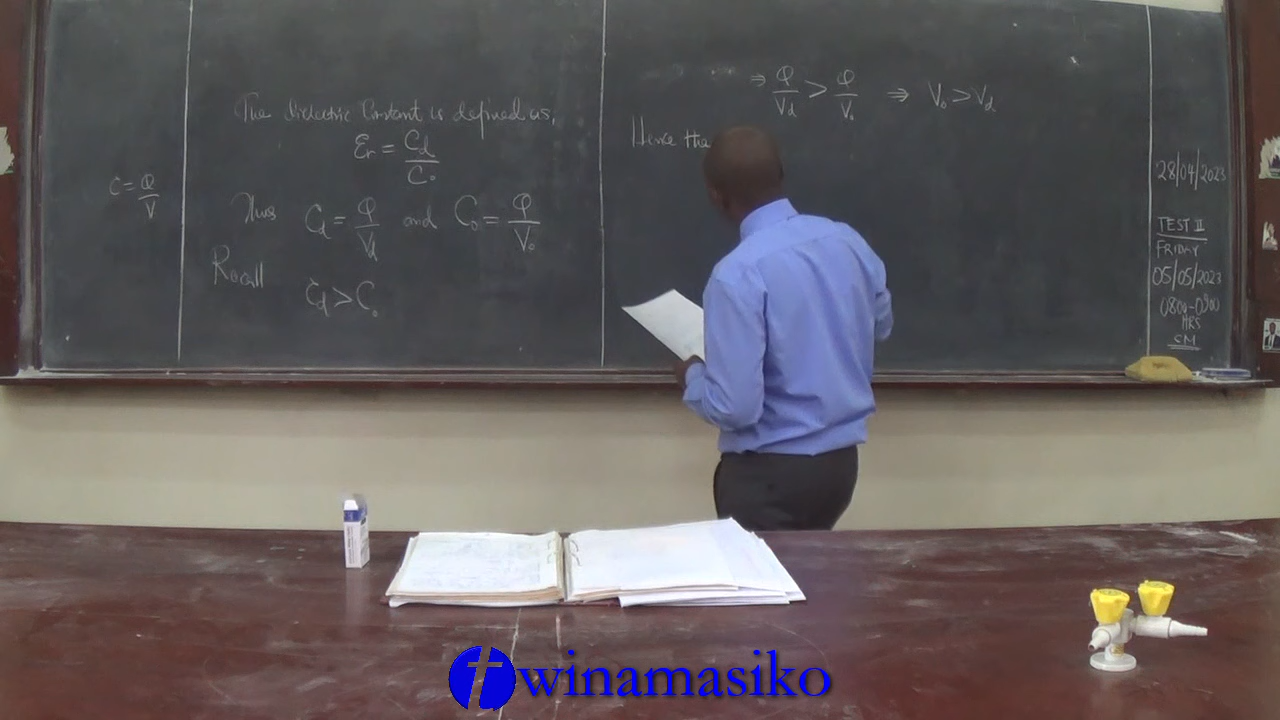 C = Q/V
The dielectric Constant is defined as,
Er = Cd/C₀
Thus Cd = Q/Vd and C₀ = Q/V₀
Recall
Cd > C₀
⇒ Q/Vd > Q/V₀ ⇒ V₀ > Vd
Hence the
28/04/2023
TEST II
FRIDAY
05/05/2023
0800-0900
HRS
CM
twinamasiko